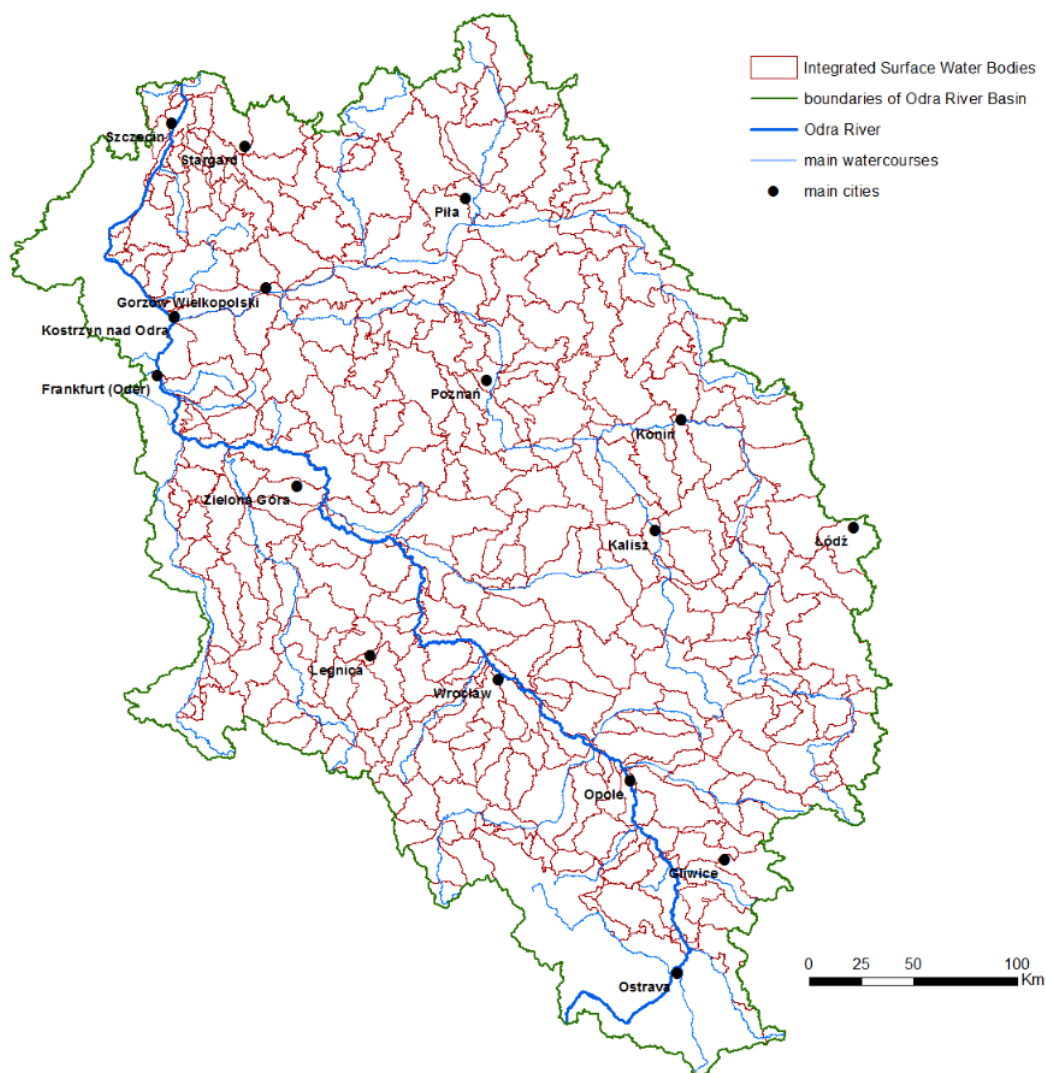 Integrated Surface Water Bodies
boundaries of Odra River Basin
Odra River
main watercourses
main cities
Szczecin
Stargard
Piła
Gorzów Wielkopolski
Kostrzyn nad Odrą
Frankfurt (Oder)
Poznań
Konin
Zielona Góra
Kalisz
Łódź
Legnica
Wrocław
Opole
Gliwice
Ostrava
0 25 50 100
Km